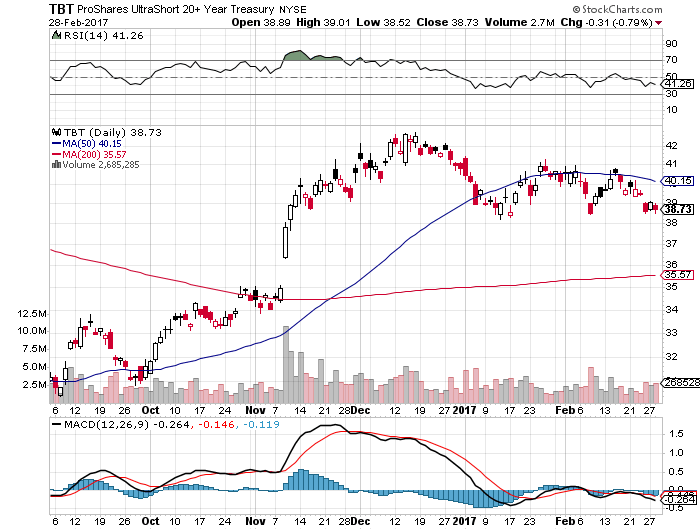 TBT ProShares UltraShort 20+ Year Treasury NYSE © StockCharts.com
28-Feb-2017 Open 38.89 High 39.01 Low 38.52 Close 38.73 Volume 2.7M Chg -0.31 (-0.79%)
RSI(14) 41.26
90
70
50
41.26
30
10
TBT (Daily) 38.73
MA(50) 40.15
MA(200) 35.57
Volume 2,685,285
42
41
40.15
39
38.73
37
36
35.57
35
34
33
32
31
12.5M
10.0M
7.5M
5.0M
2.5M
268528
6 12 19 26 Oct 10 17 24 Nov 7 14 21 28 Dec 12 19 27 2017 9 17 23 Feb 6 13 21 27
MACD(12,26,9) -0.264, -0.146, -0.119
1.5
1.0
0.5
0.0
-0.264
-0.5
6 12 19 26 Oct 10 17 24 Nov 7 14 21 28 Dec 12 19 27 2017 9 17 23 Feb 6 13 21 27